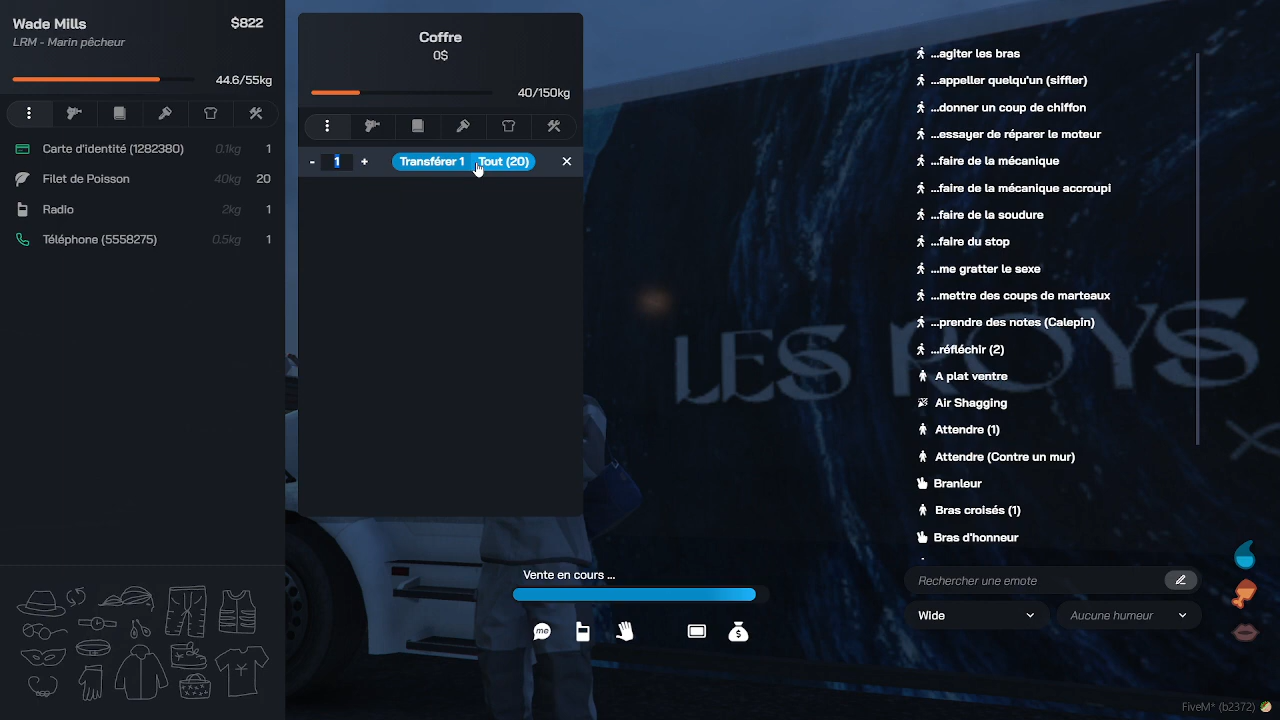 Wade Mills
$822
LRM - Marin pêcheur
44.6/55kg
Carte d'identité (1282380) 0.1kg 1
Filet de Poisson 40kg 20
Radio 2kg 1
Téléphone (5558275) 0.5kg 1
Coffre
0$
40/150kg
- 1 + Transférer 1 Tout (20)
...agiter les bras
...appeller quelqu'un (siffler)
...donner un coup de chiffon
...essayer de réparer le moteur
...faire de la mécanique
...faire de la mécanique accroupi
...faire de la soudure
...faire du stop
...me gratter le sexe
...mettre des coups de marteaux
...prendre des notes (Calepin)
...réfléchir (2)
A plat ventre
Air Shagging
Attendre (1)
Attendre (Contre un mur)
Branleur
Bras croisés (1)
Bras d'honneur
Rechercher une emote
Wide
Aucune humeur
LES ROYS
Vente en cours ...
me
FiveM* (b2372)